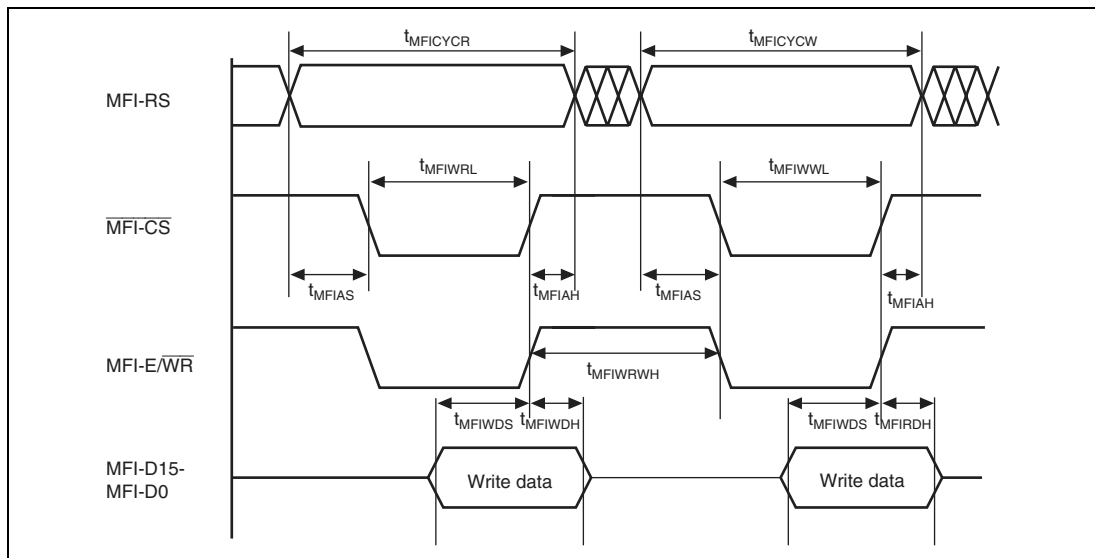 tMFICYCR tMFICYCW
MFI-RS
tMFIWRL tMFIWWL
MFI-CS
tMFIAS tMFIAH tMFIAS tMFIAH
MFI-E/WR
tMFIWRWH
tMFIWDS tMFIWDH tMFIWDS tMFIRDH
MFI-D15-
MFI-D0
Write data Write data